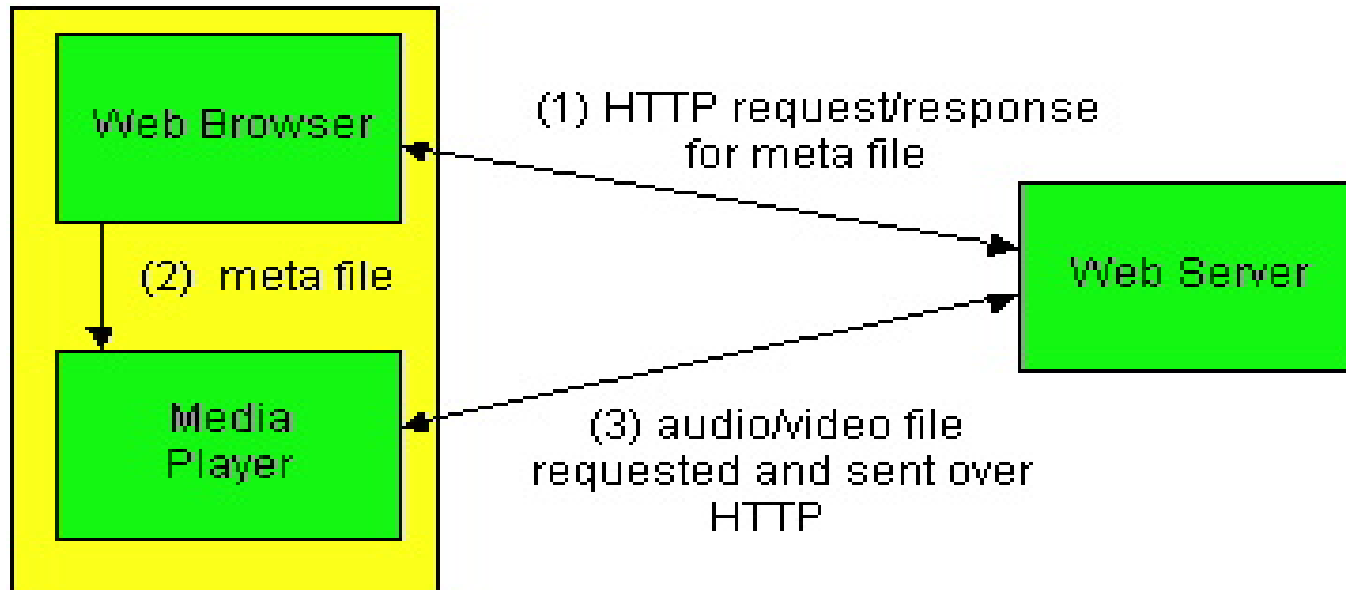 Web Browser
(1) HTTP request/response
for meta file
(2) meta file
Web Server
Media
Player
(3) audio/video file
requested and sent over
HTTP